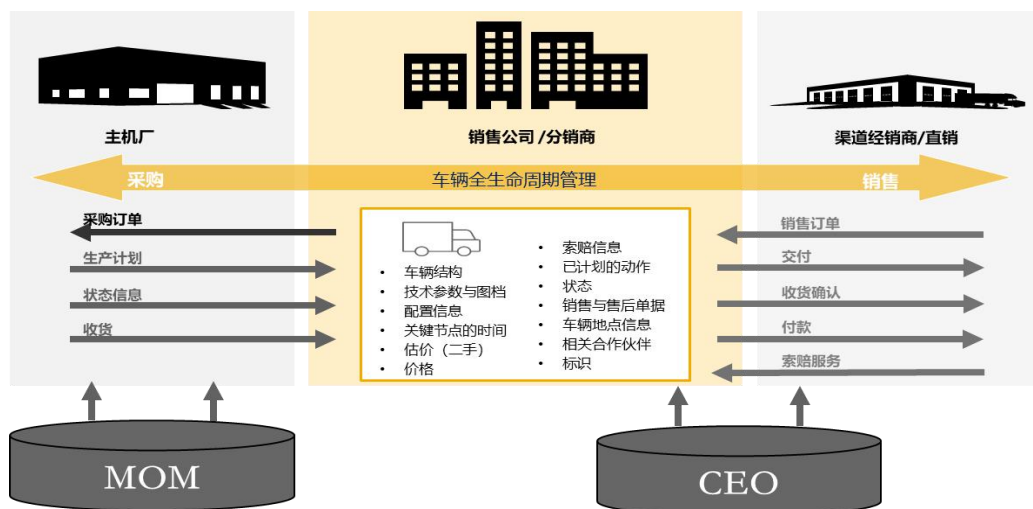 主机厂
销售公司/分销商
渠道经销商/直销
采购
车辆全生命周期管理
销售
采购订单
生产计划
状态信息
收货
• 车辆结构
• 技术参数与图档
• 配置信息
• 关键节点的时间
• 估价（二手）
• 价格
• 索赔信息
• 已计划的动作
• 状态
• 销售与售后单据
• 车辆地点信息
• 相关合作伙伴
• 标识
销售订单
交付
收货确认
付款
索赔服务
MOM
CEO